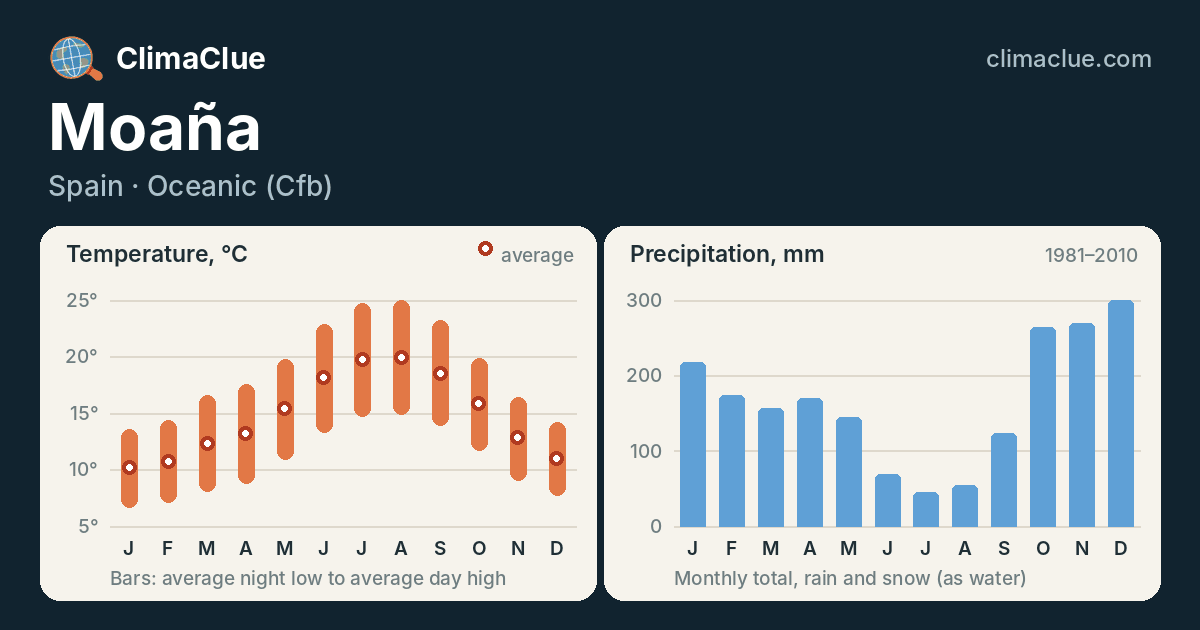 ClimaClue
climaclue.com
Moaña
Spain · Oceanic (Cfb)
Temperature, °C
average
25°
20°
15°
10°
5°
J F M A M J J A S O N D
Bars: average night low to average day high
Precipitation, mm
1981–2010
300
200
100
0
J F M A M J J A S O N D
Monthly total, rain and snow (as water)